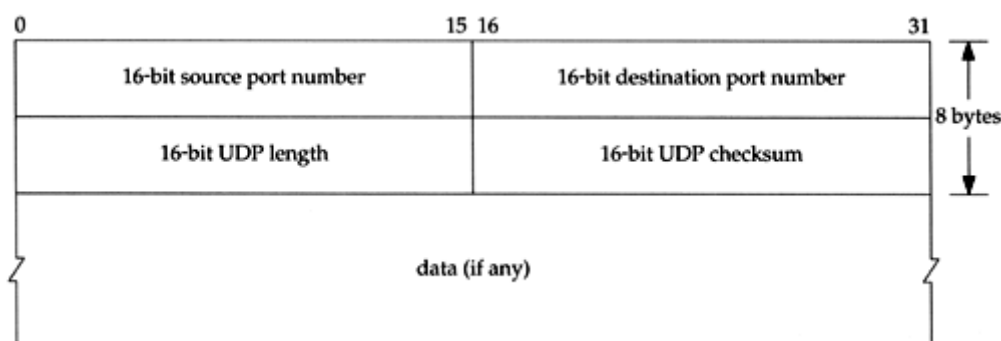 0 15 16 31
16-bit source port number 16-bit destination port number
8 bytes
16-bit UDP length 16-bit UDP checksum
data (if any)